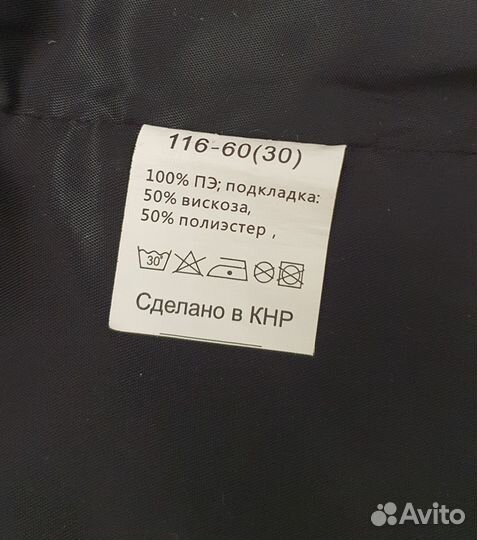 116-60(30)
100% ПЭ; подкладка:
50% вискоза,
50% полиэстер ,
30°
Сделано в КНР
Avito